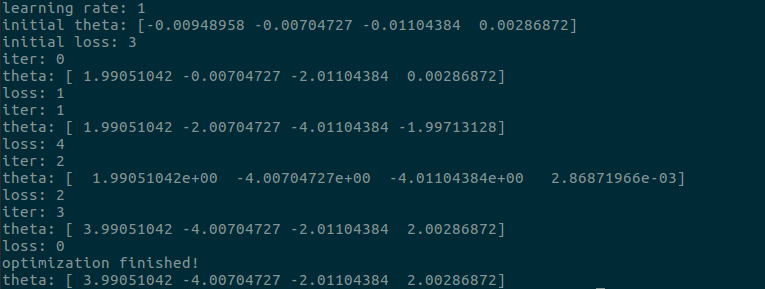 learning rate: 1
initial theta: [-0.00948958 -0.00704727 -0.01104384  0.00286872]
initial loss: 3
iter: 0
theta: [ 1.99051042 -0.00704727 -2.01104384  0.00286872]
loss: 1
iter: 1
theta: [ 1.99051042 -2.00704727 -4.01104384 -1.99713128]
loss: 4
iter: 2
theta: [  1.99051042e+00  -4.00704727e+00  -4.01104384e+00   2.86871966e-03]
loss: 2
iter: 3
theta: [ 3.99051042 -4.00704727 -2.01104384  2.00286872]
loss: 0
optimization finished!
theta: [ 3.99051042 -4.00704727 -2.01104384  2.00286872]